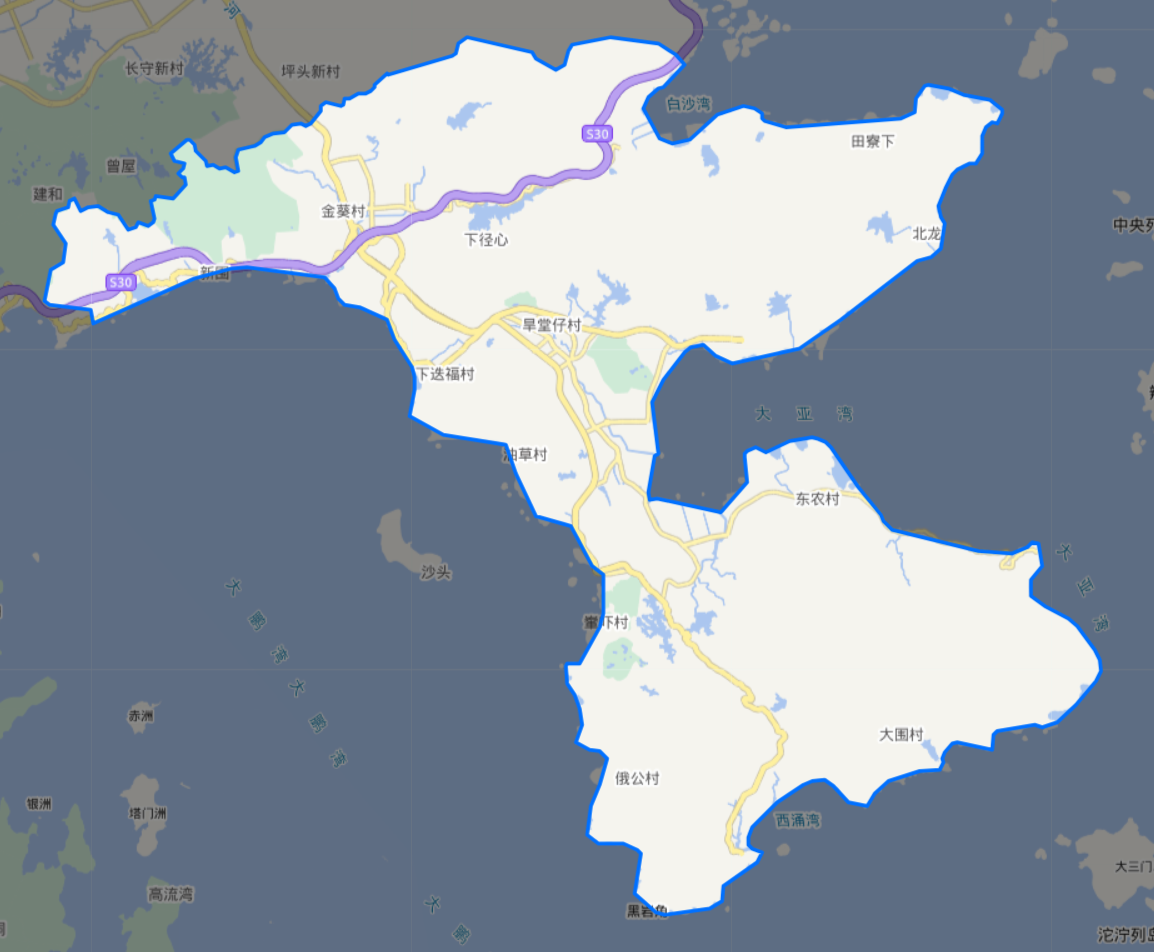 河
长守新村
坪头新村
白沙湾
S30
田寮下
曾屋
建和
金葵村
下径心
北龙
中央列
新围
S30
旱堂仔村
下迭福村
大亚湾
油草村
东农村
沙头
大亚湾
大鹏湾
大鹏湾
赤洲
大围村
俄公村
银洲
塔门洲
西涌湾
大三门
高流湾
黑岩角
大鹏
沱泞列岛